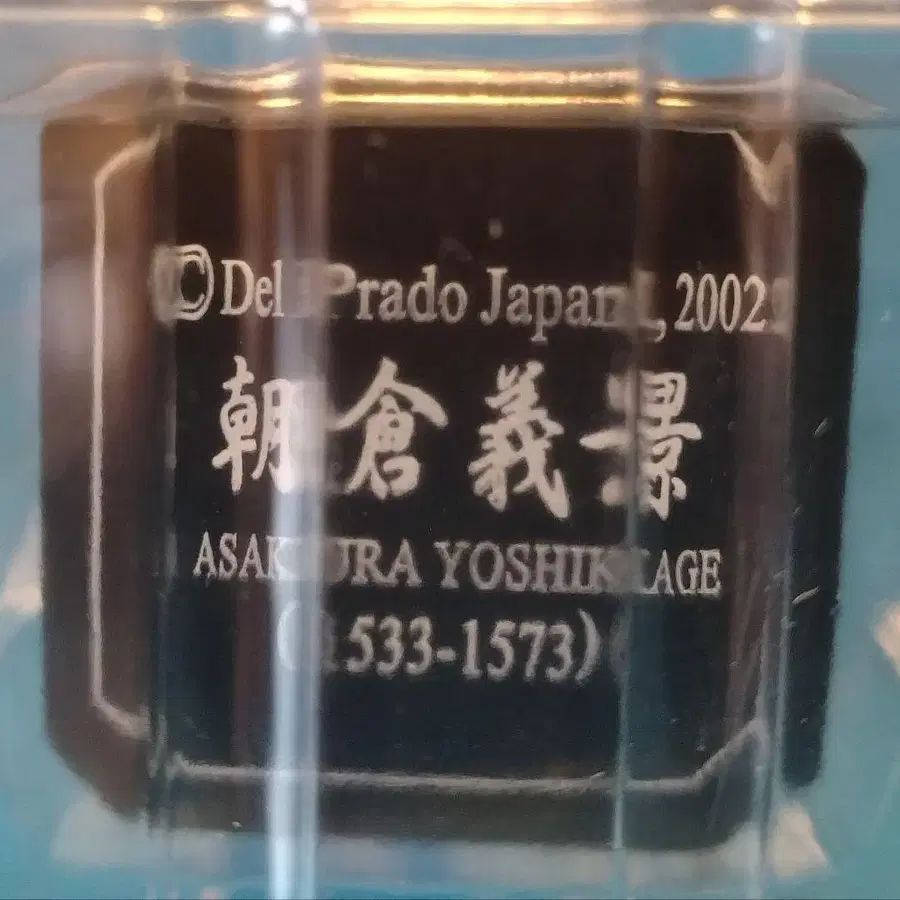 ©Del Prado Japan, 2002
朝倉義景
ASAKURA YOSHIKAGE
(1533-1573)